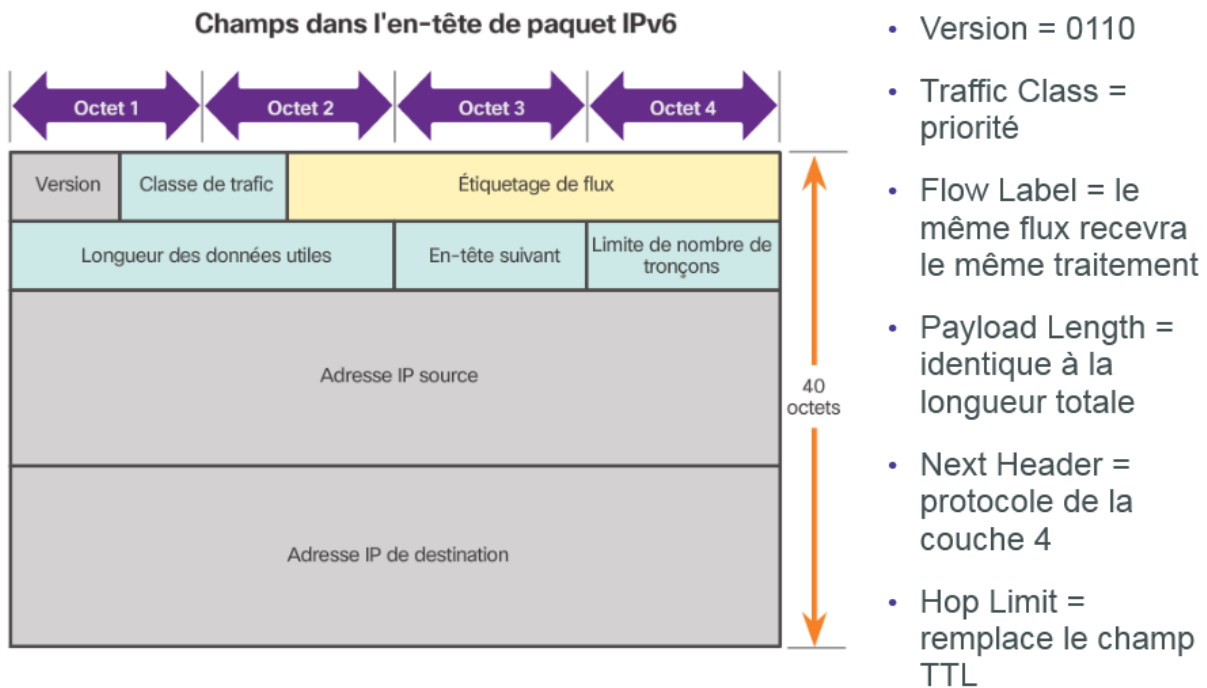 Champs dans l'en-tête de paquet IPv6
Octet 1
Octet 2
Octet 3
Octet 4
Version
Classe de trafic
Étiquetage de flux
Longueur des données utiles
En-tête suivant
Limite de nombre de
tronçons
Adresse IP source
Adresse IP de destination
40
octets
• Version = 0110
• Traffic Class =
priorité
• Flow Label = le
même flux recevra
le même traitement
• Payload Length =
identique à la
longueur totale
• Next Header =
protocole de la
couche 4
• Hop Limit =
remplace le champ
TTL